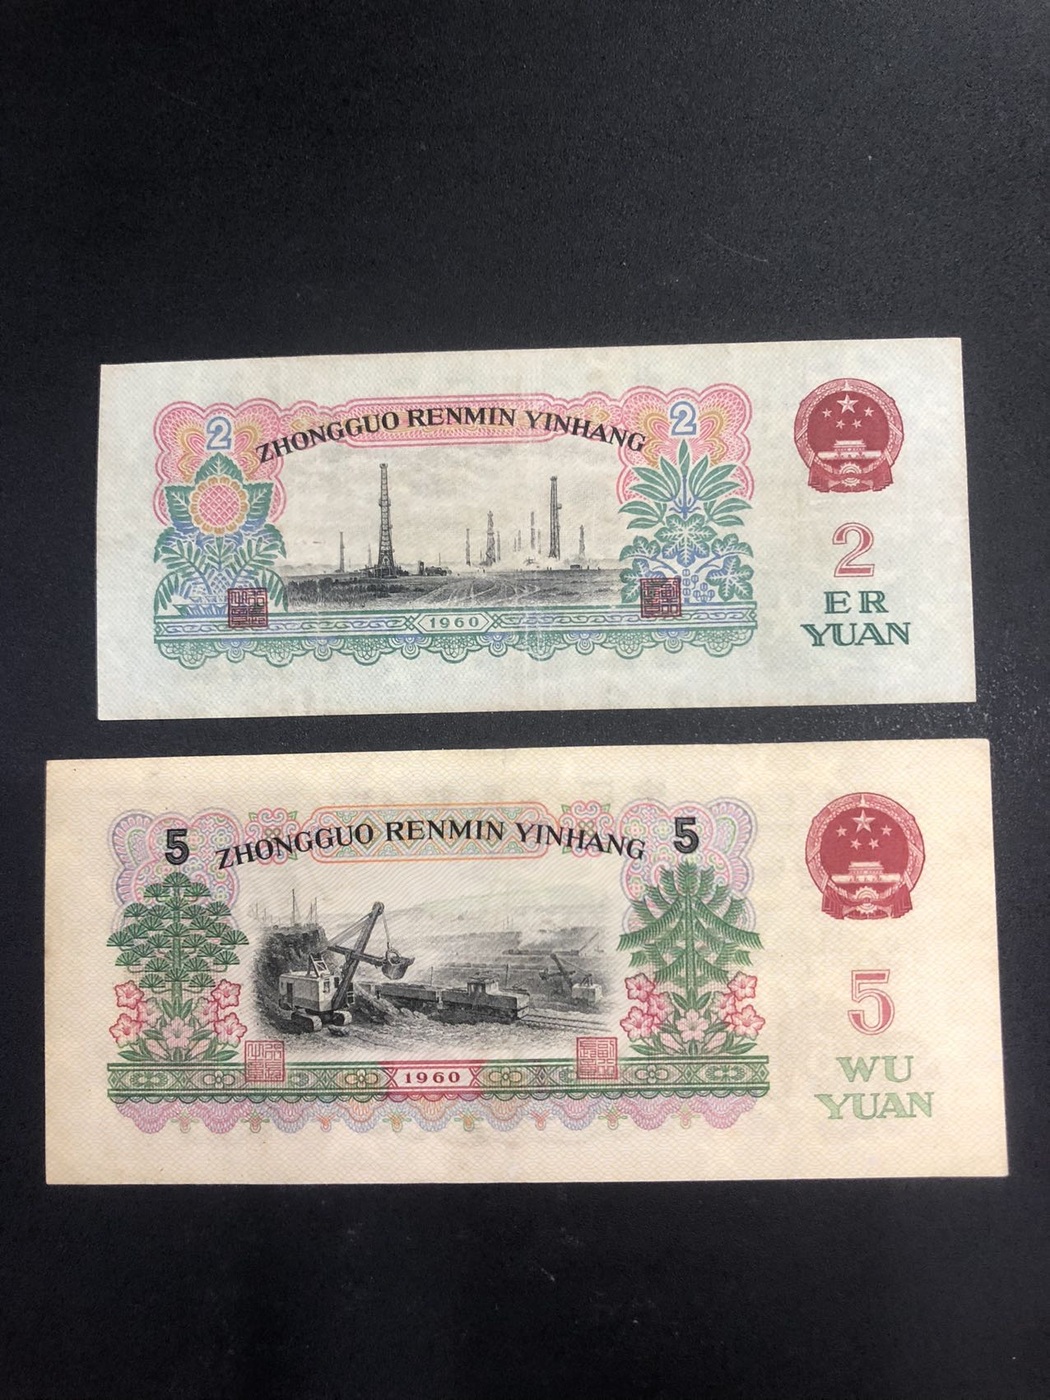 2 ZHONGGUO RENMIN YINHANG 2
1960
2
ER
YUAN
5 ZHONGGUO RENMIN YINHANG 5
1960
5
WU
YUAN